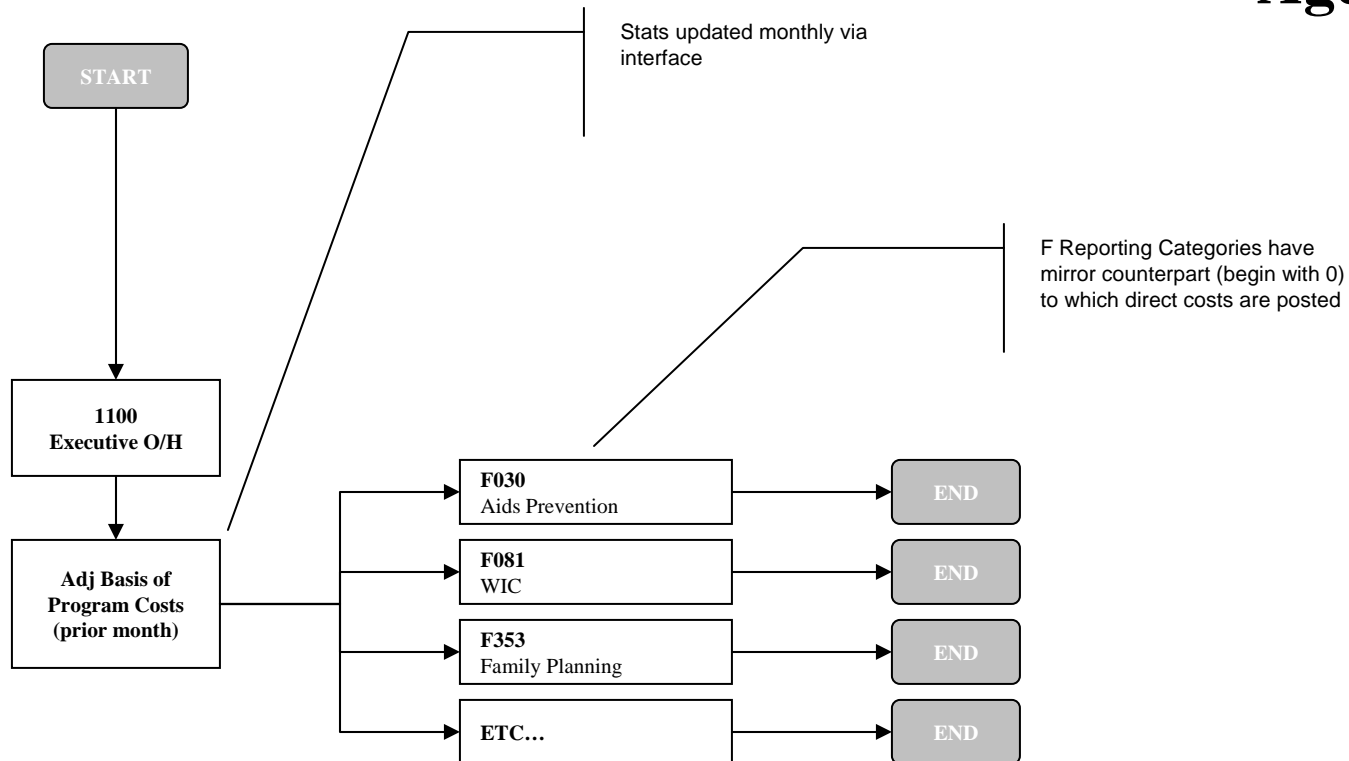 START
Stats updated monthly via
interface
F Reporting Categories have
mirror counterpart (begin with 0)
to which direct costs are posted
1100
Executive O/H
Adj Basis of
Program Costs
(prior month)
F030
Aids Prevention
END
F081
WIC
END
F353
Family Planning
END
ETC…
END